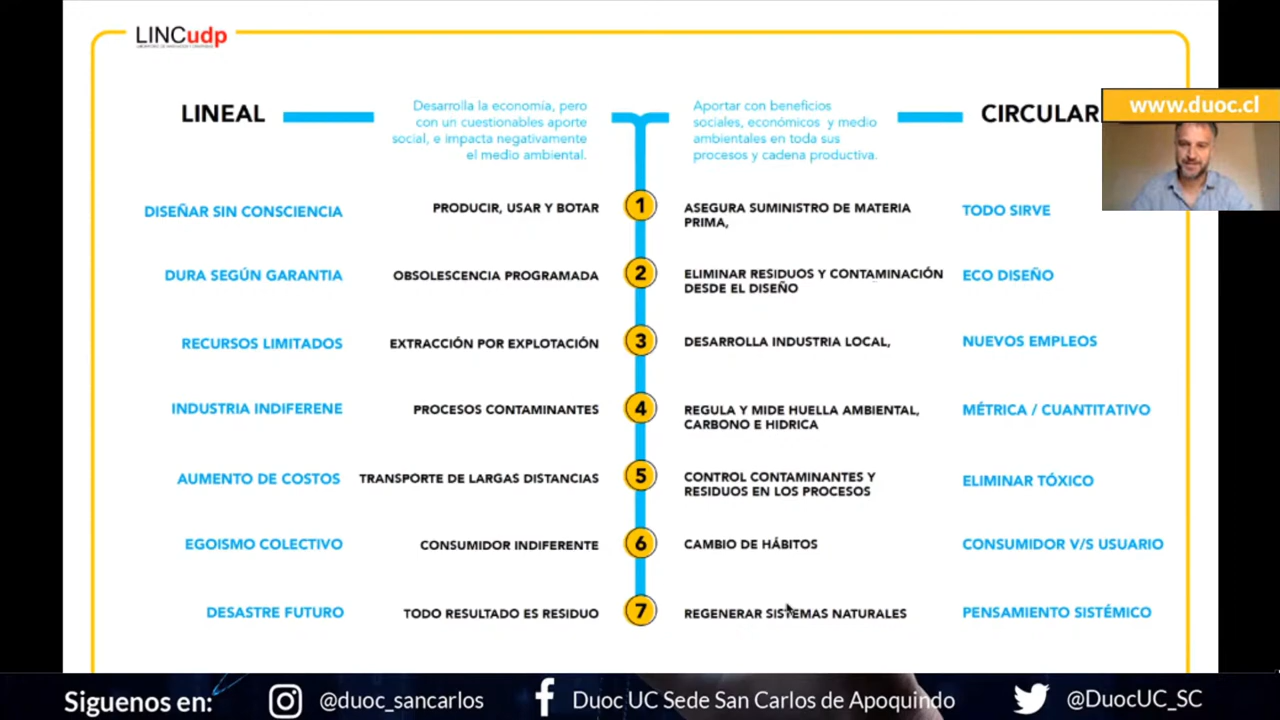 LINCudp
LINEAL
Desarrolla la economía, pero
con un cuestionables aporte
social, e impacta negativamente
el medio ambiental.
Aportar con beneficios
sociales, económicos y medio
ambientales en toda sus
procesos y cadena productiva.
CIRCULAR
www.duoc.cl
DISEÑAR SIN CONSCIENCIA
PRODUCIR, USAR Y BOTAR
1
ASEGURA SUMINISTRO DE MATERIA
PRIMA,
TODO SIRVE
DURA SEGÚN GARANTIA
OBSOLESCENCIA PROGRAMADA
2
ELIMINAR RESIDUOS Y CONTAMINACIÓN
DESDE EL DISEÑO
ECO DISEÑO
RECURSOS LIMITADOS
EXTRACCIÓN POR EXPLOTACIÓN
3
DESARROLLA INDUSTRIA LOCAL,
NUEVOS EMPLEOS
INDUSTRIA INDIFERENE
PROCESOS CONTAMINANTES
4
REGULA Y MIDE HUELLA AMBIENTAL,
CARBONO E HIDRICA
MÉTRICA / CUANTITATIVO
AUMENTO DE COSTOS
TRANSPORTE DE LARGAS DISTANCIAS
5
CONTROL CONTAMINANTES Y
RESIDUOS EN LOS PROCESOS
ELIMINAR TÓXICO
EGOISMO COLECTIVO
CONSUMIDOR INDIFERENTE
6
CAMBIO DE HÁBITOS
CONSUMIDOR V/S USUARIO
DESASTRE FUTURO
TODO RESULTADO ES RESIDUO
7
REGENERAR SISTEMAS NATURALES
PENSAMIENTO SISTÉMICO
Siguenos en:
@duoc_sancarlos
Duoc UC Sede San Carlos de Apoquindo
@DuocUC_SC